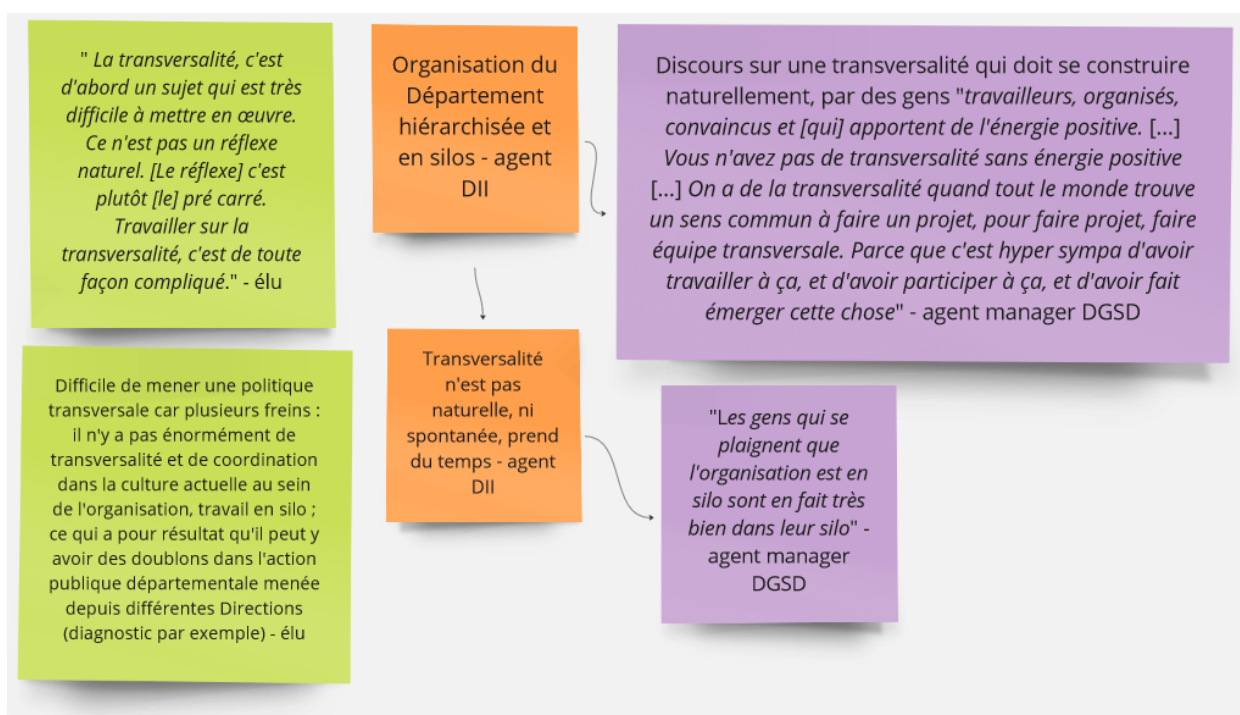 " La transversalité, c'est
d'abord un sujet qui est très
difficile à mettre en œuvre.
Ce n'est pas un réflexe
naturel. [Le réflexe] c'est
plutôt [le] pré carré.
Travailler sur la
transversalité, c'est de toute
façon compliqué." - élu
Difficile de mener une politique
transversale car plusieurs freins :
il n'y a pas énormément de
transversalité et de coordination
dans la culture actuelle au sein
de l'organisation, travail en silo ;
ce qui a pour résultat qu'il peut y
avoir des doublons dans l'action
publique départementale menée
depuis différentes Directions
(diagnostic par exemple) - élu
Organisation du
Département
hiérarchisée et
en silos - agent
DII
Transversalité
n'est pas
naturelle, ni
spontanée, prend
du temps - agent
DII
Discours sur une transversalité qui doit se construire
naturellement, par des gens "travailleurs, organisés,
convaincus et [qui] apportent de l'énergie positive. [...]
Vous n'avez pas de transversalité sans énergie positive
[...] On a de la transversalité quand tout le monde trouve
un sens commun à faire un projet, pour faire projet, faire
équipe transversale. Parce que c'est hyper sympa d'avoir
travailler à ça, et d'avoir participer à ça, et d'avoir fait
émerger cette chose" - agent manager DGSD
"Les gens qui se
plaignent que
l'organisation est en
silo sont en fait très
bien dans leur silo" -
agent manager
DGSD